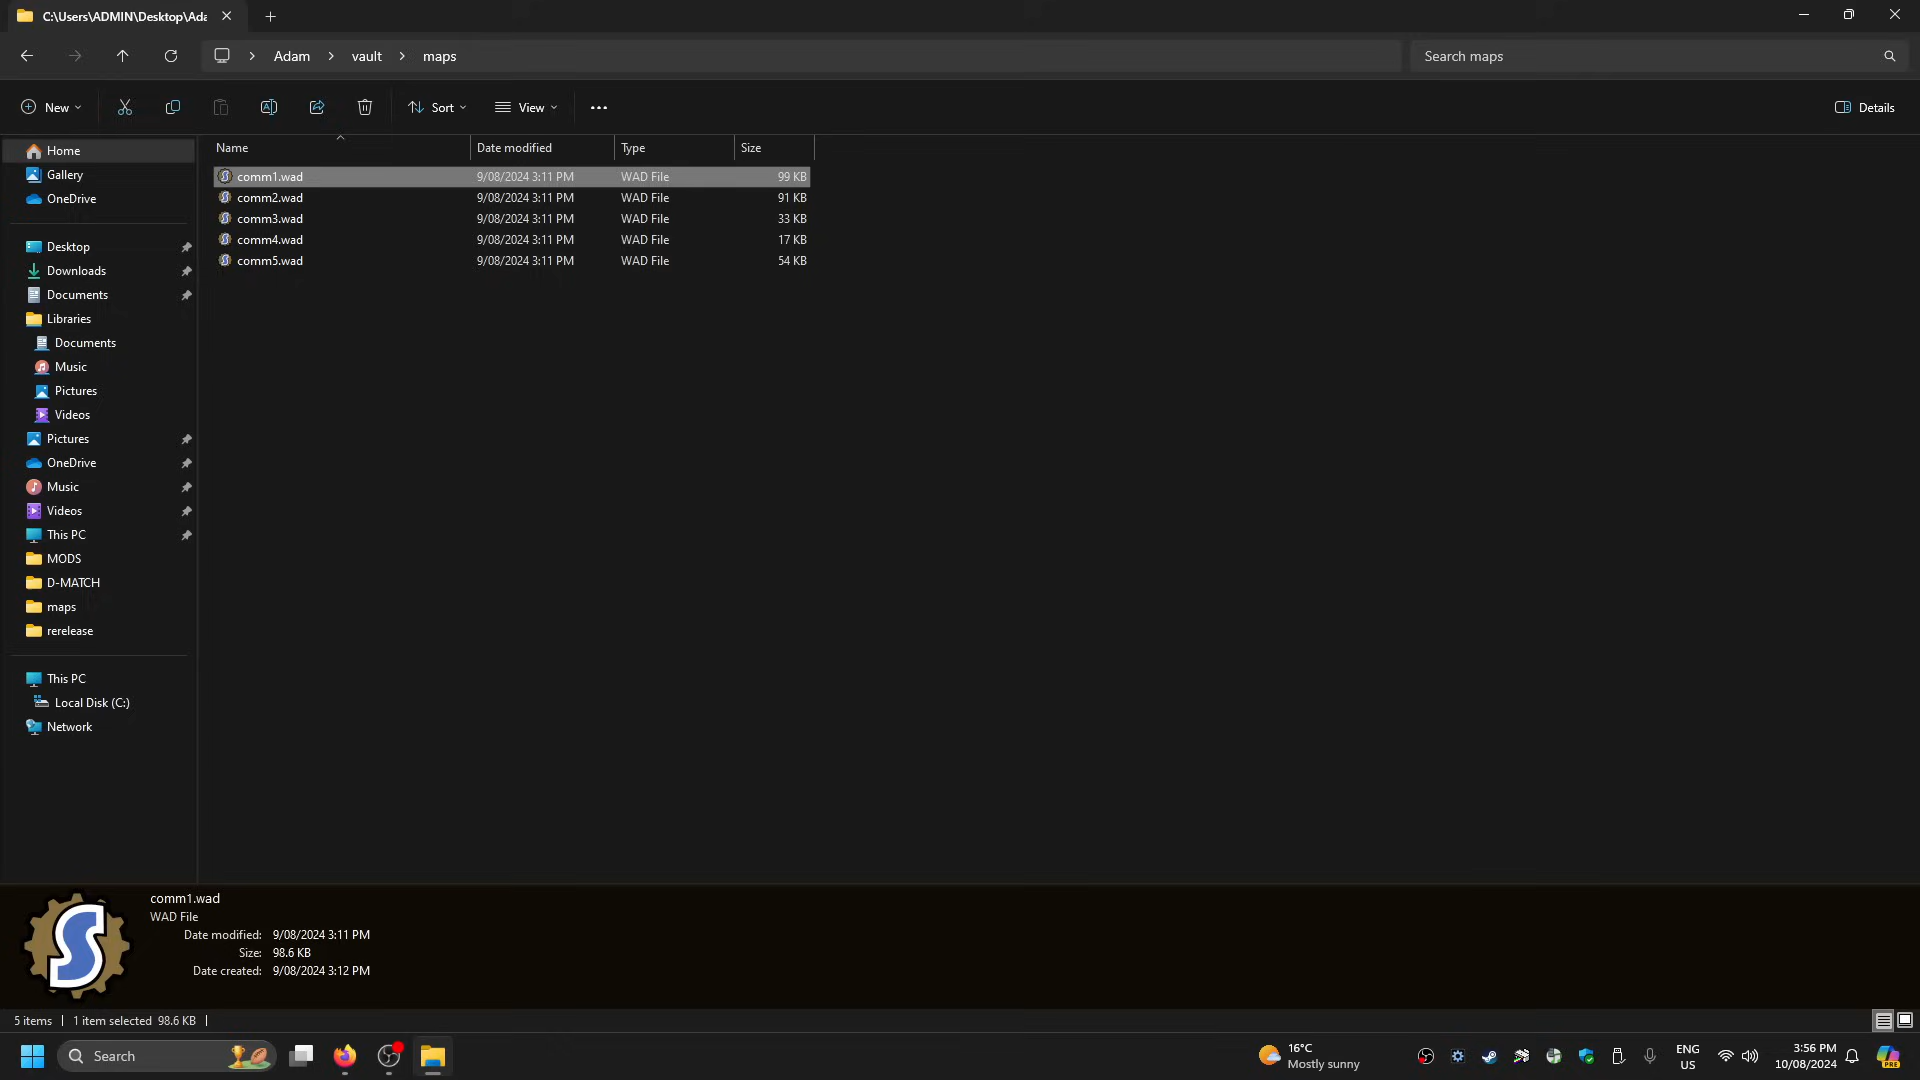 C:\Users\ADMIN\Desktop\Ada
Adam
vault
maps
Search maps
New
Sort
View
Details
Name
Date modified
Type
Size
comm1.wad 9/08/2024 3:11 PM WAD File 99 KB
comm2.wad 9/08/2024 3:11 PM WAD File 91 KB
comm3.wad 9/08/2024 3:11 PM WAD File 33 KB
comm4.wad 9/08/2024 3:11 PM WAD File 17 KB
comm5.wad 9/08/2024 3:11 PM WAD File 54 KB
Home
Gallery
OneDrive
Desktop
Downloads
Documents
Libraries
Documents
Music
Pictures
Videos
Pictures
OneDrive
Music
Videos
This PC
MODS
D-MATCH
maps
rerelease
This PC
Local Disk (C:)
Network
comm1.wad
WAD File
Date modified: 9/08/2024 3:11 PM
Size: 98.6 KB
Date created: 9/08/2024 3:12 PM
5 items
1 item selected 98.6 KB
Search
16°C
Mostly sunny
ENG
US
3:56 PM
10/08/2024
PRE